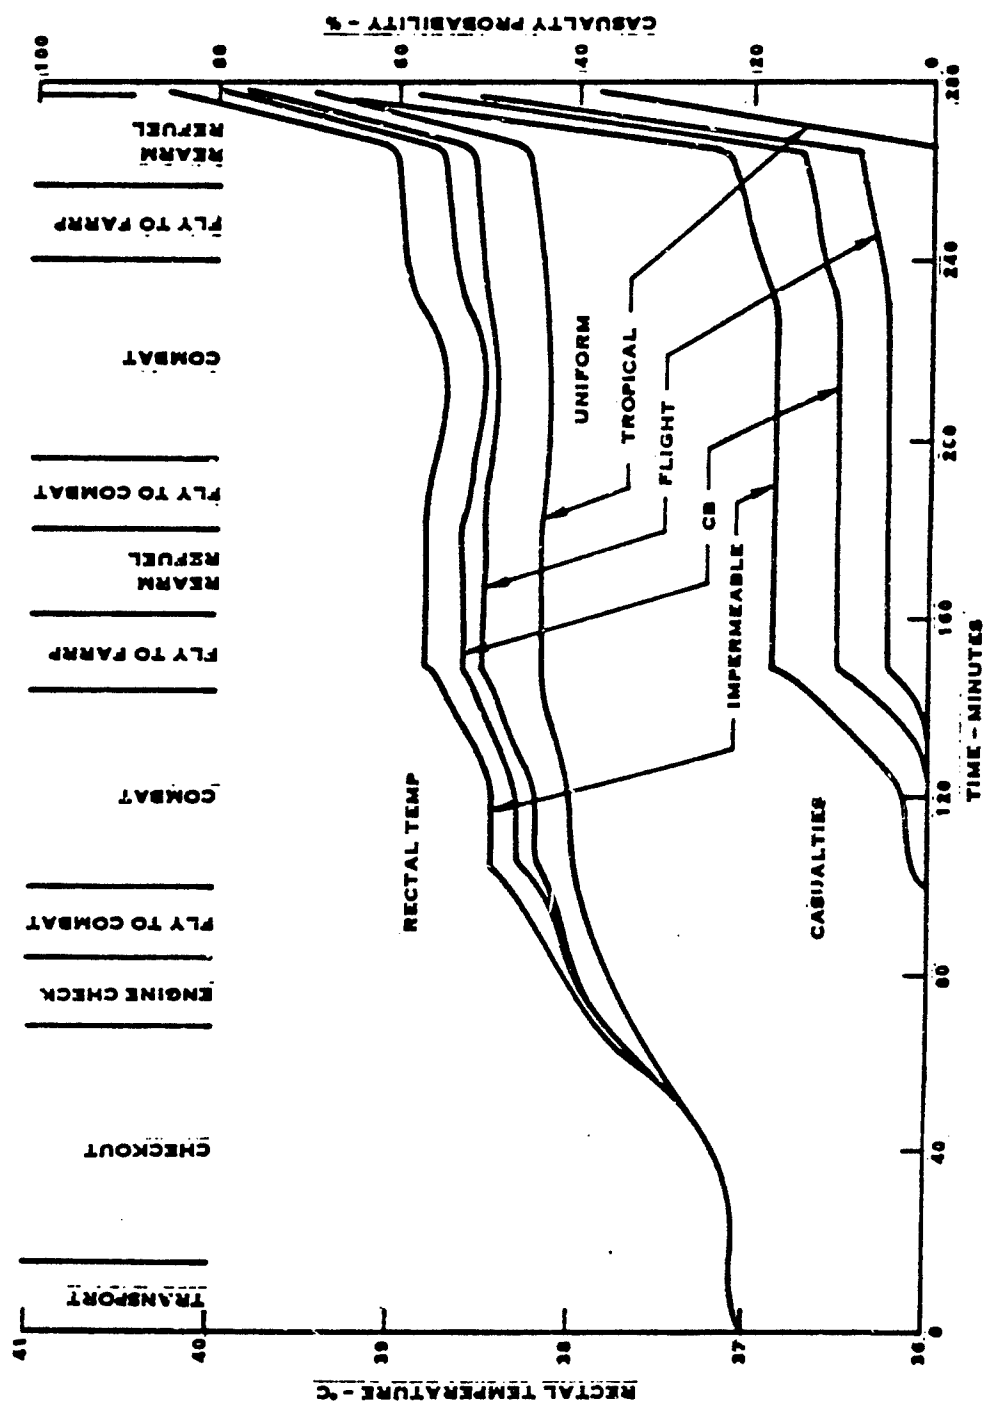 TRANSPORT
CHECKOUT
ENGINE CHECK
FLY TO COMBAT
COMBAT
FLY TO FARRP
REARM
REFUEL
FLY TO COMBAT
COMBAT
FLY TO FARRP
REARM
REFUEL
RECTAL TEMPERATURE - °C
41
40
39
38
37
36
CASUALTY PROBABILITY - %
100
80
60
40
20
0
RECTAL TEMP
UNIFORM
TROPICAL
FLIGHT
CB
IMPERMEABLE
CASUALTIES
0
40
80
120
160
200
240
280
TIME - MINUTES